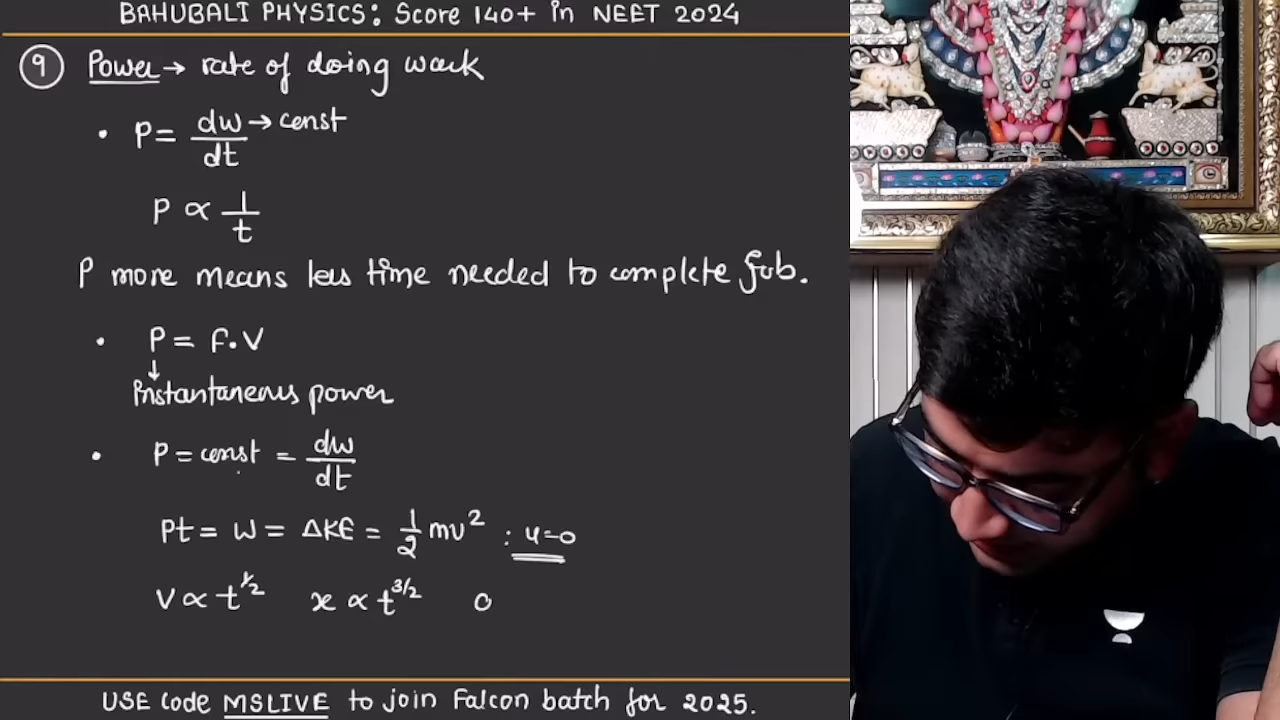 BAHUBALI PHYSICS: Score 140+ in NEET 2024
9 Power → rate of doing work
• P = dw/dt → const
P ∝ 1/t
P more means less time needed to complete job.
• P = F.V
↓
Instantaneous power
• P = const = dw/dt
Pt = W = ΔKE = 1/2 mv² : u=0
V ∝ t^1/2 x ∝ t^3/2 0
USE Code MSLIVE to join Falcon batch for 2025.